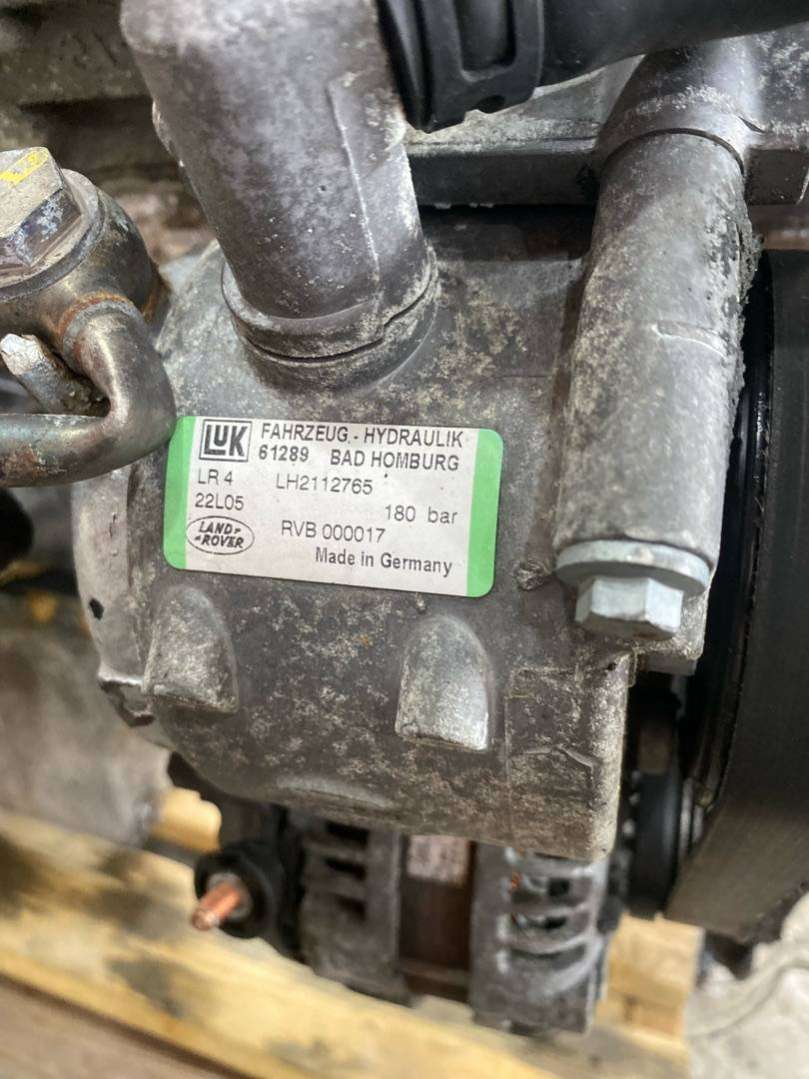 LUK FAHRZEUG.- HYDRAULIK
61289 BAD HOMBURG
LR 4 LH2112765
22L05 180 bar
LAND ROVER RVB 000017
Made in Germany